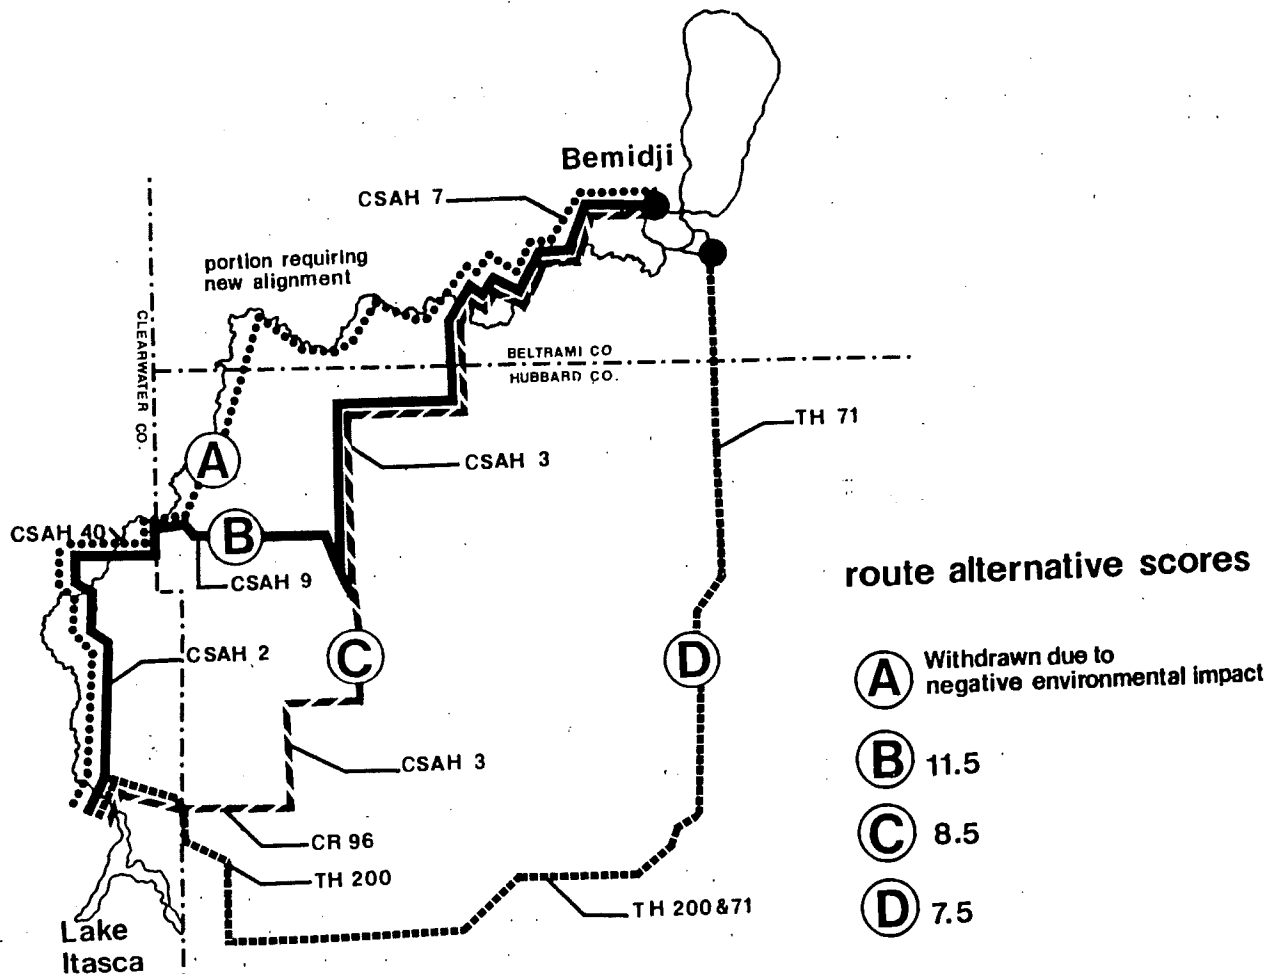 Bemidji
CSAH 7
portion requiring
new alignment
CLEARWATER CO.
BELTRAMI CO
HUBBARD CO.
TH 71
CSAH 3
A
CSAH 40
B
CSAH 9
route alternative scores
CSAH 2
C
D
A Withdrawn due to
negative environmental impact
CSAH 3
B 11.5
CR 96
C 8.5
TH 200
TH 200&71
D 7.5
Lake
Itasca